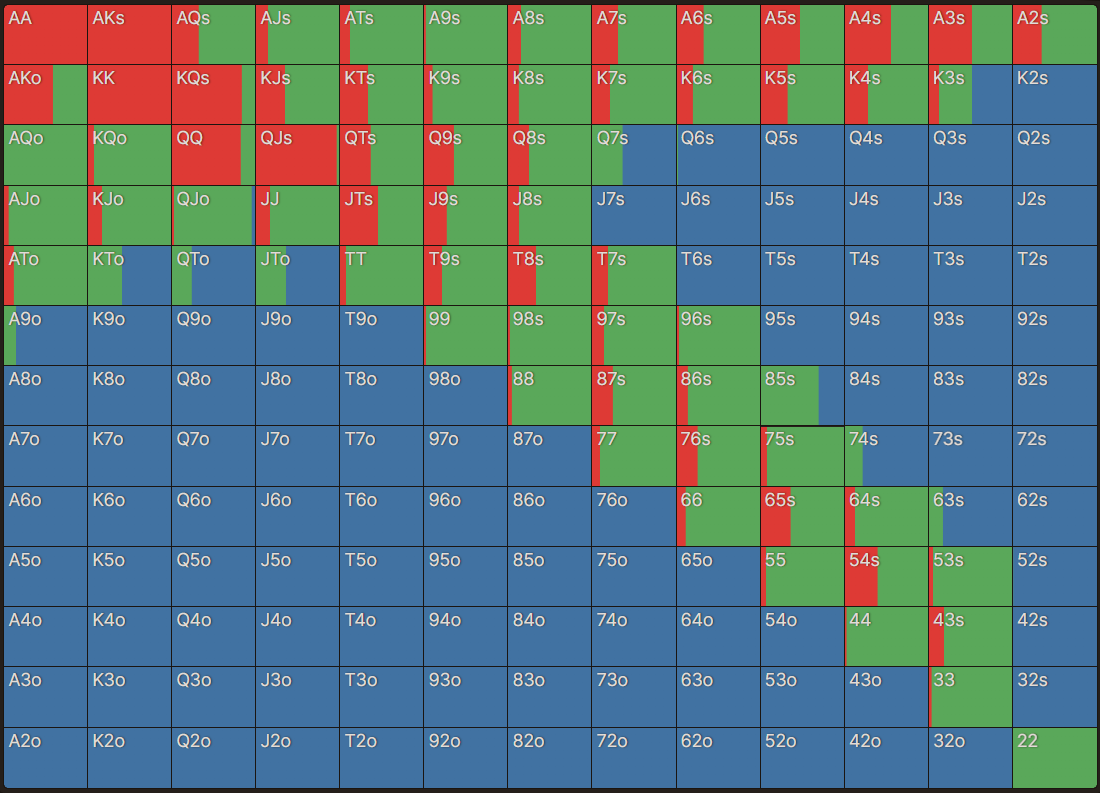 AA AKs AQs AJs ATs A9s A8s A7s A6s A5s A4s A3s A2s
AKo KK KQs KJs KTs K9s K8s K7s K6s K5s K4s K3s K2s
AQo KQo QQ QJs QTs Q9s Q8s Q7s Q6s Q5s Q4s Q3s Q2s
AJo KJo QJo JJ JTs J9s J8s J7s J6s J5s J4s J3s J2s
ATo KTo QTo JTo TT T9s T8s T7s T6s T5s T4s T3s T2s
A9o K9o Q9o J9o T9o 99 98s 97s 96s 95s 94s 93s 92s
A8o K8o Q8o J8o T8o 98o 88 87s 86s 85s 84s 83s 82s
A7o K7o Q7o J7o T7o 97o 87o 77 76s 75s 74s 73s 72s
A6o K6o Q6o J6o T6o 96o 86o 76o 66 65s 64s 63s 62s
A5o K5o Q5o J5o T5o 95o 85o 75o 65o 55 54s 53s 52s
A4o K4o Q4o J4o T4o 94o 84o 74o 64o 54o 44 43s 42s
A3o K3o Q3o J3o T3o 93o 83o 73o 63o 53o 43o 33 32s
A2o K2o Q2o J2o T2o 92o 82o 72o 62o 52o 42o 32o 22